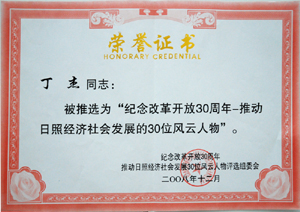 荣誉证书
HONORARY CREDENTIAL
丁 杰 同志：
被推选为“纪念改革开放30周年-推动
日照经济社会发展的30位风云人物”。
纪念改革开放30周年
推动日照经济社会发展30位风云人物评选组委会
二〇〇八年十二月